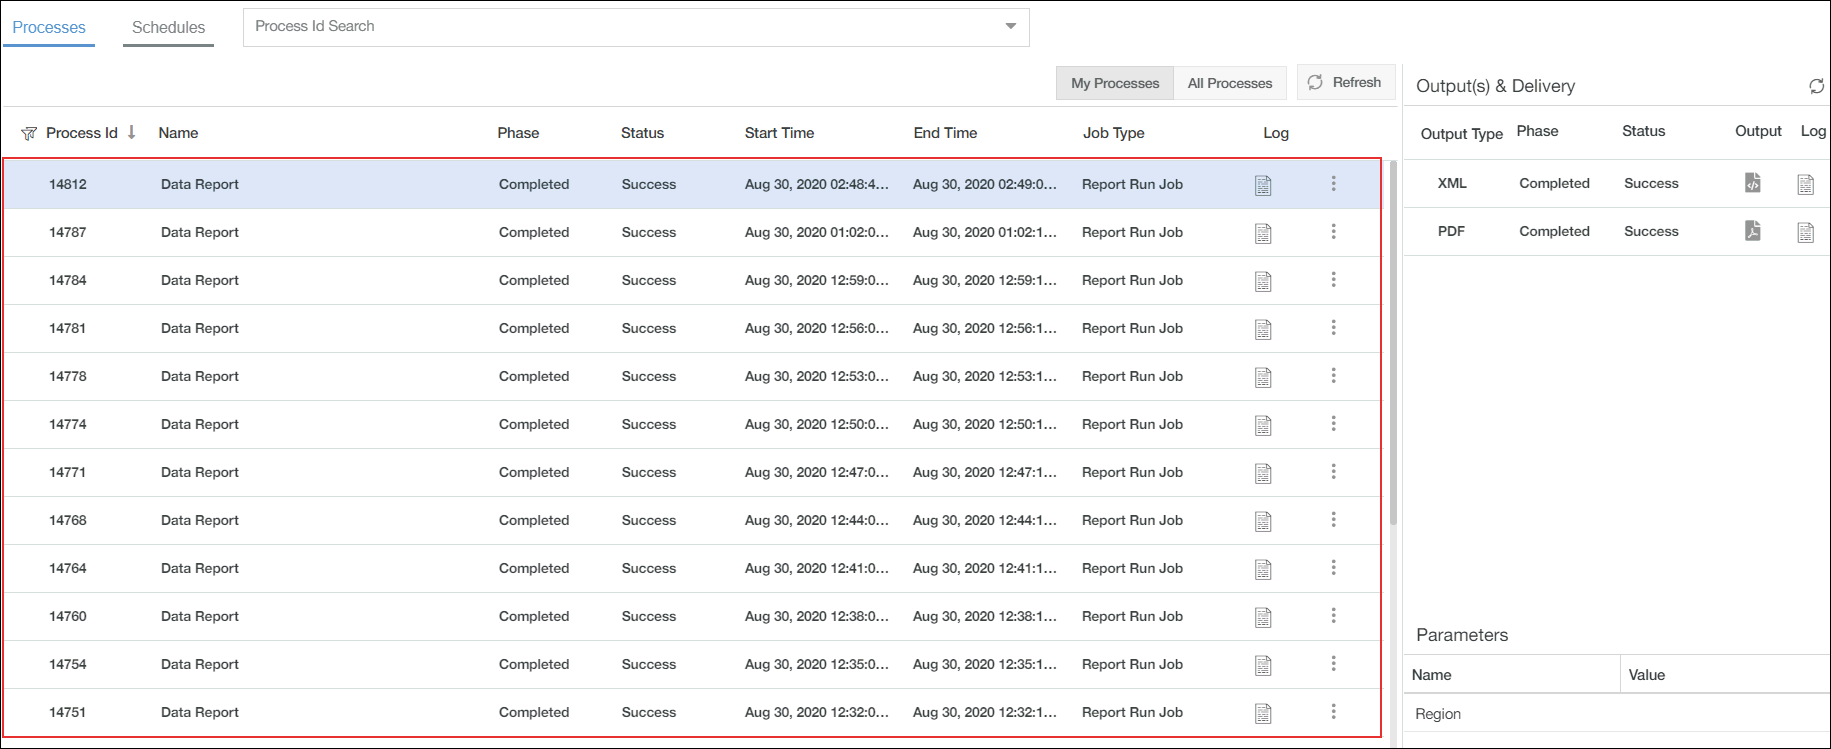 Processes Schedules Process Id Search
My Processes All Processes Refresh
Process Id Name Phase Status Start Time End Time Job Type Log
14812 Data Report Completed Success Aug 30, 2020 02:48:4... Aug 30, 2020 02:49:0... Report Run Job
14787 Data Report Completed Success Aug 30, 2020 01:02:0... Aug 30, 2020 01:02:1... Report Run Job
14784 Data Report Completed Success Aug 30, 2020 12:59:0... Aug 30, 2020 12:59:1... Report Run Job
14781 Data Report Completed Success Aug 30, 2020 12:56:0... Aug 30, 2020 12:56:1... Report Run Job
14778 Data Report Completed Success Aug 30, 2020 12:53:0... Aug 30, 2020 12:53:1... Report Run Job
14774 Data Report Completed Success Aug 30, 2020 12:50:0... Aug 30, 2020 12:50:1... Report Run Job
14771 Data Report Completed Success Aug 30, 2020 12:47:0... Aug 30, 2020 12:47:1... Report Run Job
14768 Data Report Completed Success Aug 30, 2020 12:44:0... Aug 30, 2020 12:44:1... Report Run Job
14764 Data Report Completed Success Aug 30, 2020 12:41:0... Aug 30, 2020 12:41:1... Report Run Job
14760 Data Report Completed Success Aug 30, 2020 12:38:0... Aug 30, 2020 12:38:1... Report Run Job
14754 Data Report Completed Success Aug 30, 2020 12:35:0... Aug 30, 2020 12:35:1... Report Run Job
14751 Data Report Completed Success Aug 30, 2020 12:32:0... Aug 30, 2020 12:32:1... Report Run Job
Output(s) & Delivery
Output Type Phase Status Output Log
XML Completed Success
PDF Completed Success
Parameters
Name Value
Region